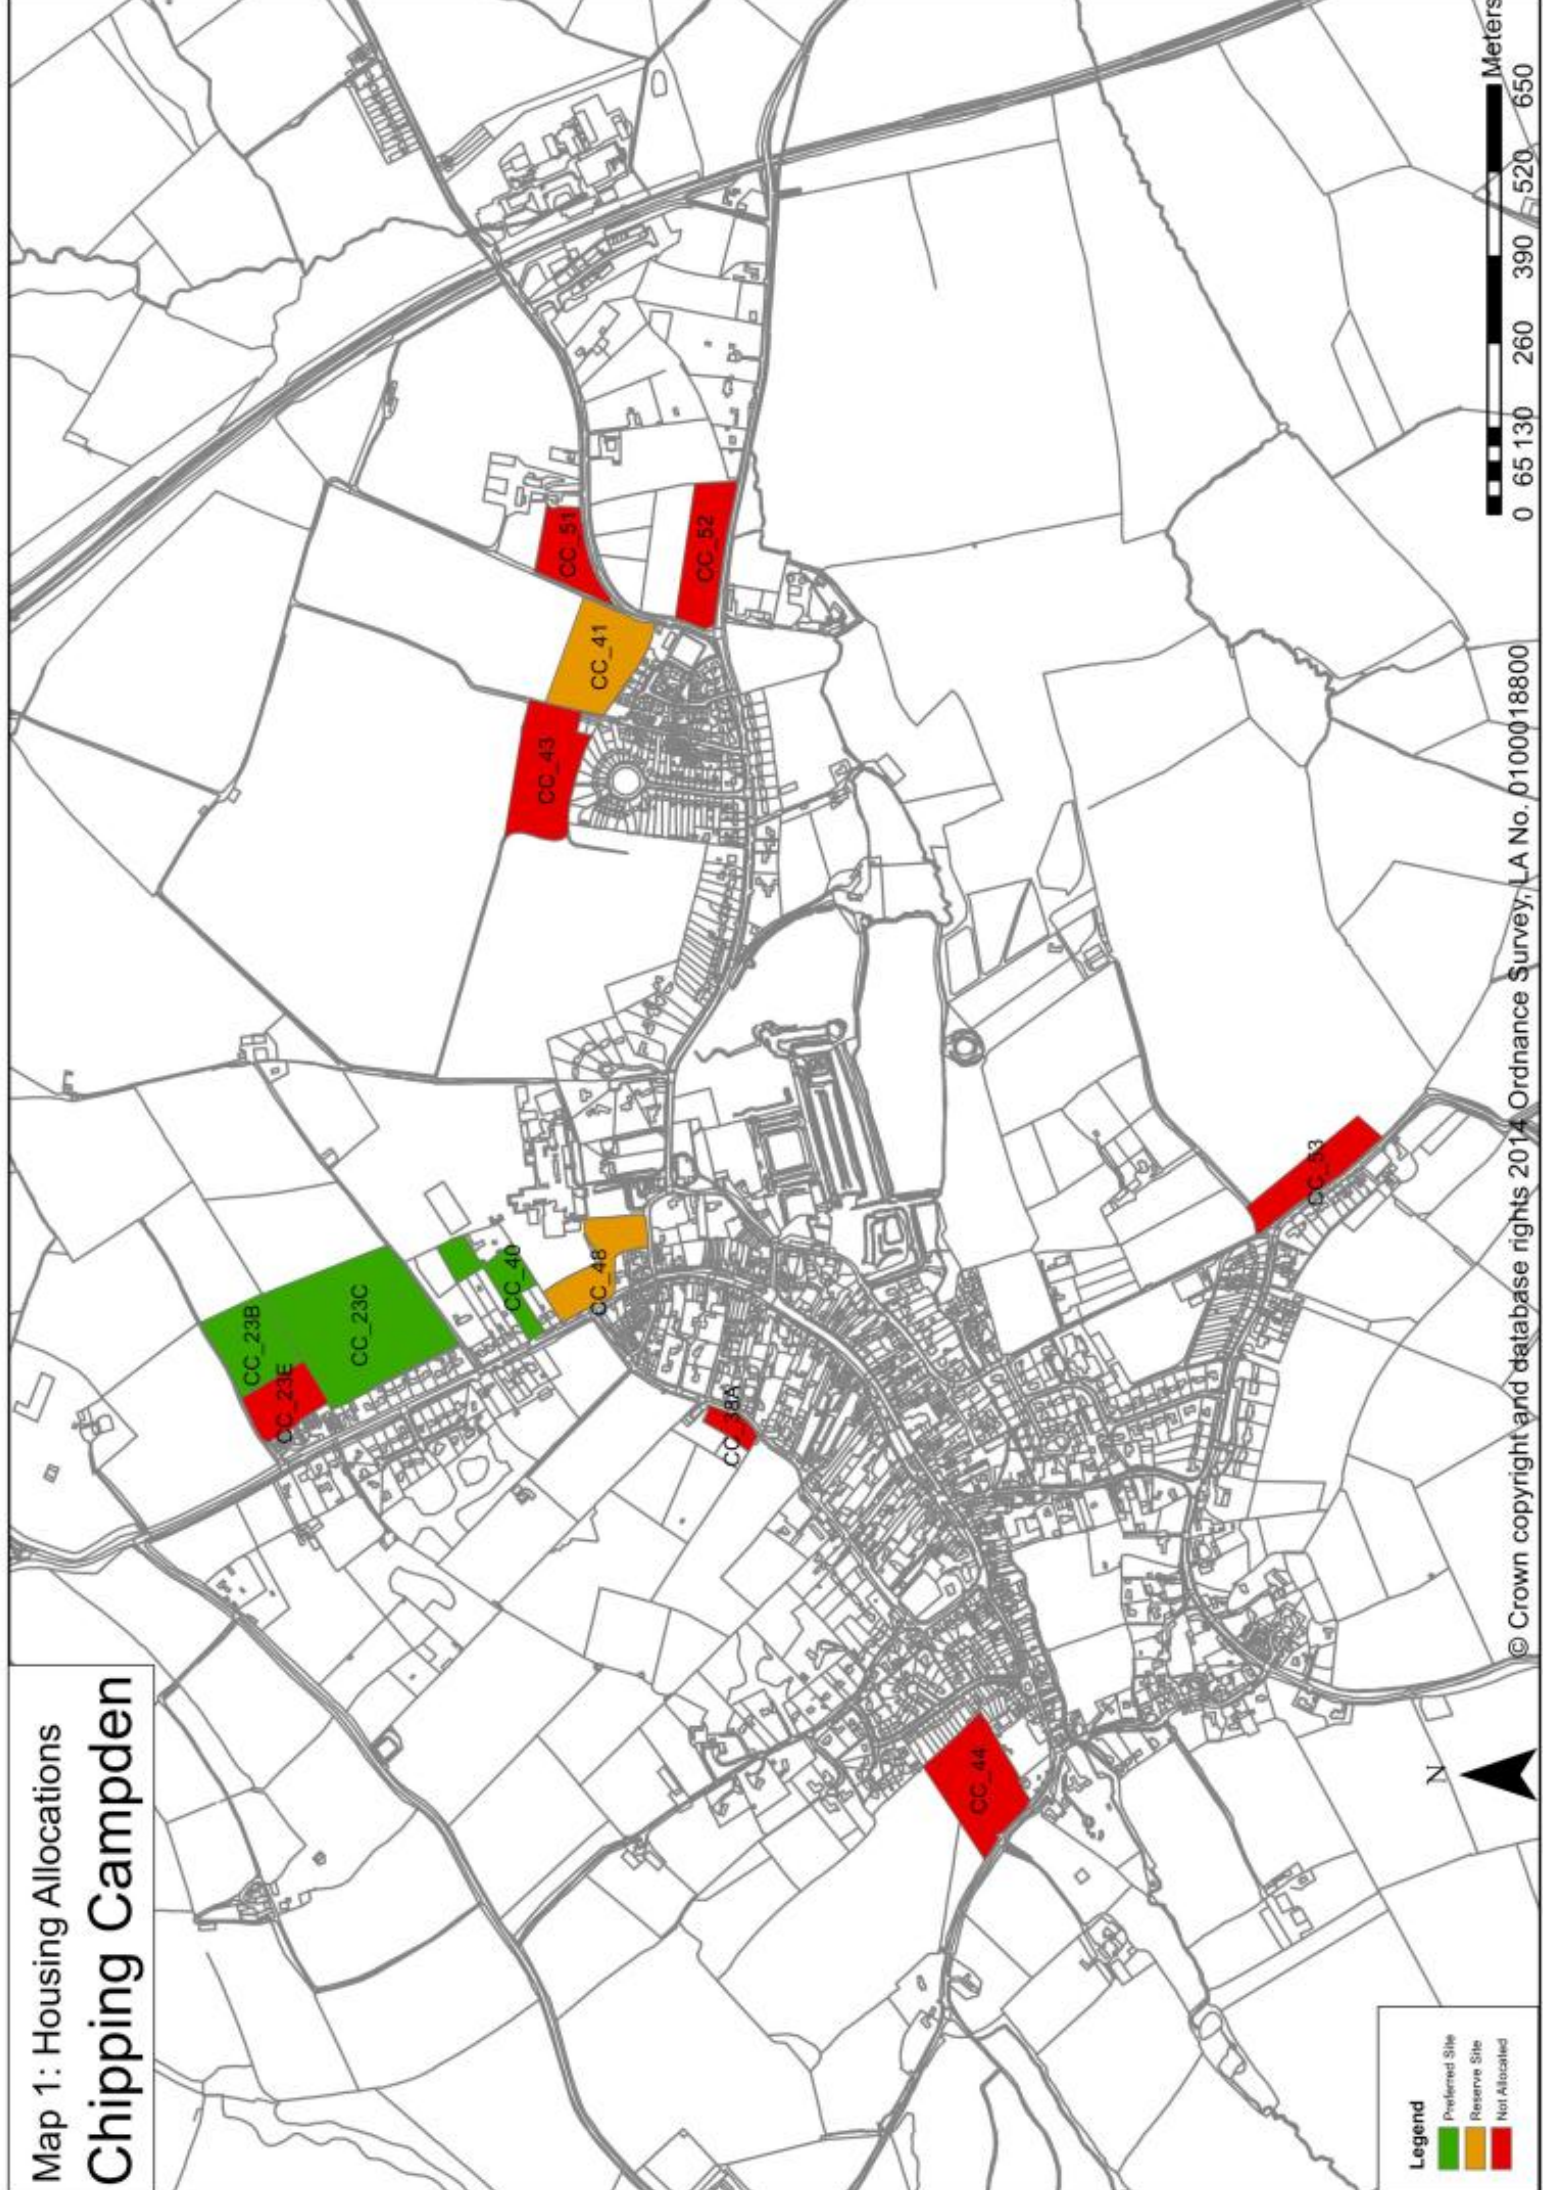 Map 1: Housing Allocations
Chipping Campden
CC_23B
CC_23E
CC_23C
CC_40
CC_48
CC_38A
CC_43
CC_41
CC_51
CC_52
CC_44
CC_53
Legend
Preferred Site
Reserve Site
Not Allocated
N
© Crown copyright and database rights 2014 Ordnance Survey, LA No. 0100018800
0 65 130 260 390 520 650
Meters